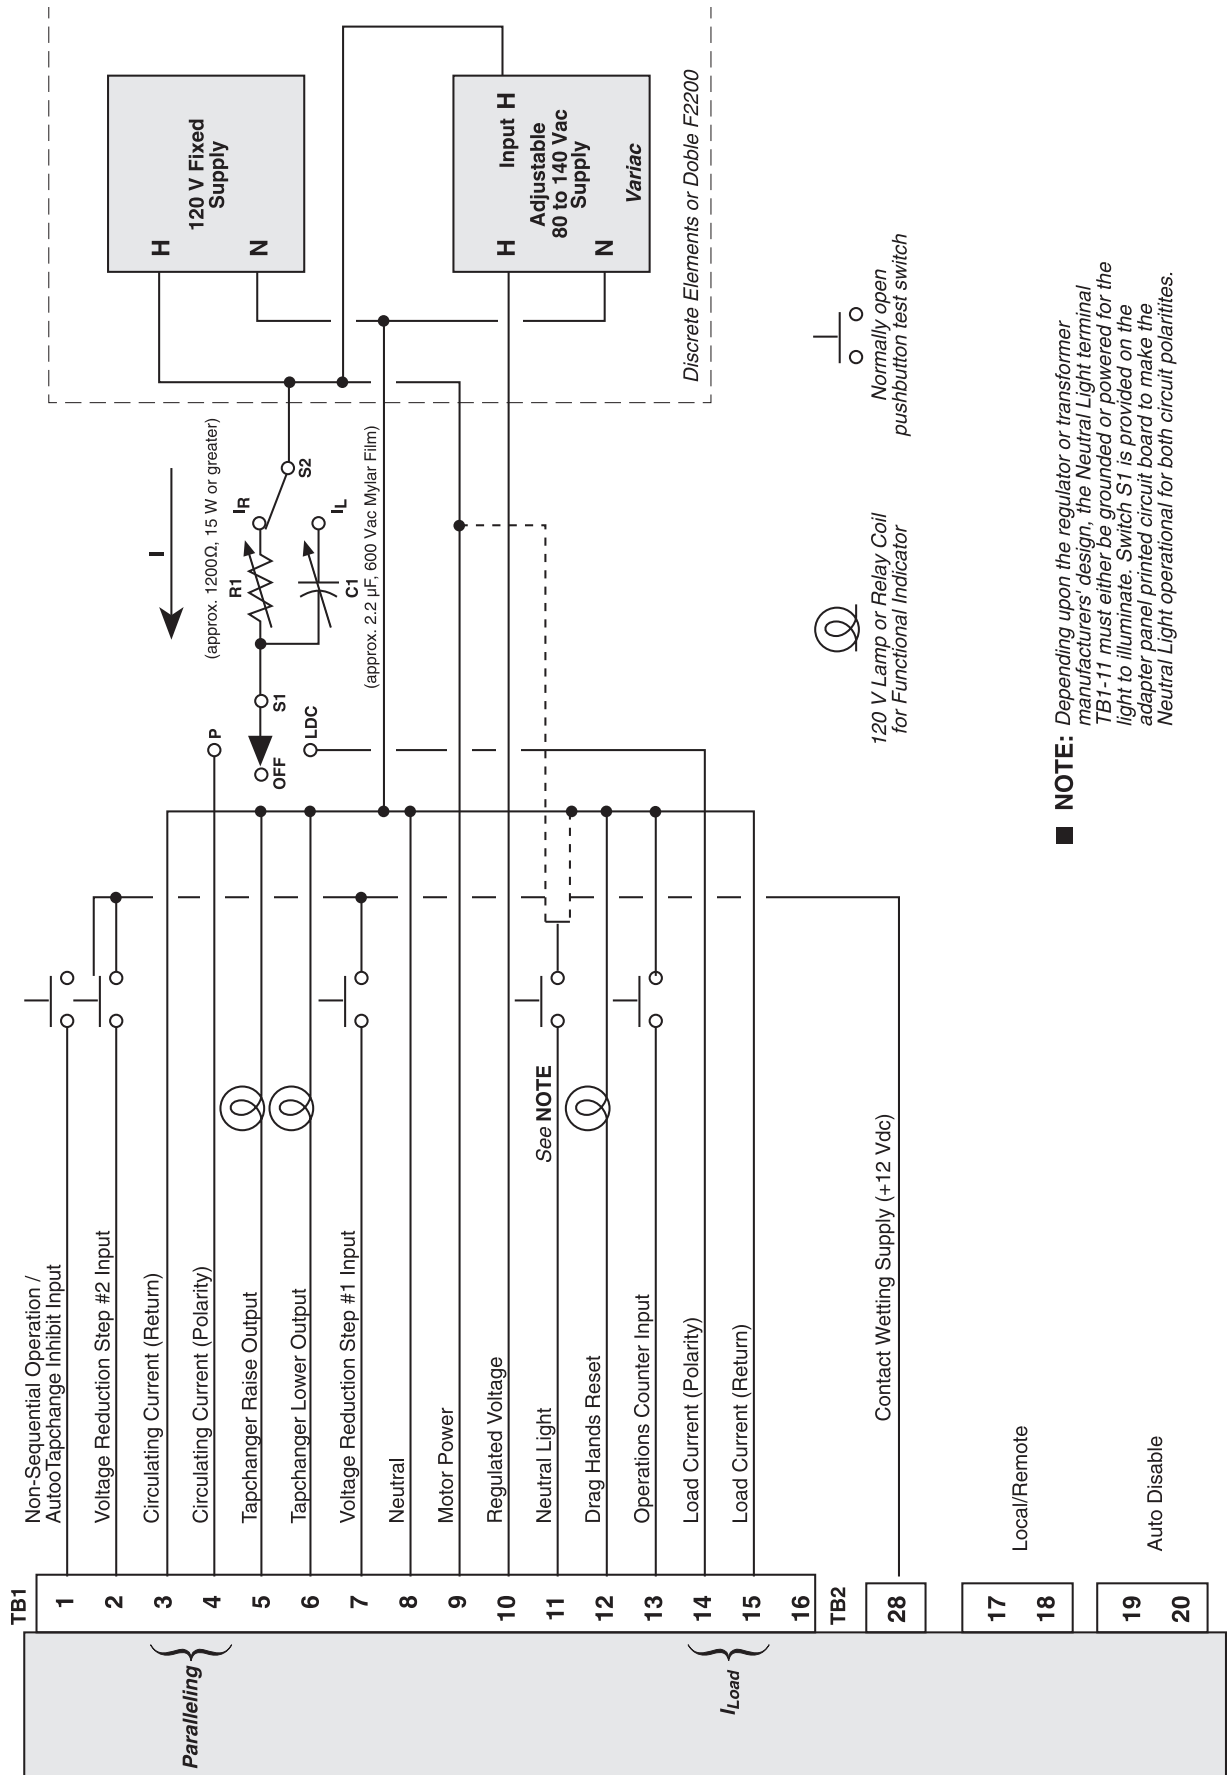 TB1
1
2
3
4
5
6
7
8
9
10
11
12
13
14
15
16
TB2
28
17
18
19
20
Paralleling
I Load
Non-Sequential Operation /
AutooTapchange Inhibit Input
Voltage Reduction Step #2 Input
Circulating Current (Return)
Circulating Current (Polarity)
Tapchanger Raise Output
Tapchanger Lower Output
Voltage Reduction Step #1 Input
Neutral
Motor Power
Regulated Voltage
Neutral Light
See NOTE
Drag Hands Reset
Operations Counter Input
Load Current (Polarity)
Load Current (Return)
Contact Wetting Supply (+12 Vdc)
Local/Remote
Auto Disable
P
OFF
LDC
S1
I
(approx. 1200Ω, 15 W or greater)
R1
IR
C1
IL
(approx. 2.2 µF, 600 Vac Mylar Film)
S2
120 V Fixed
Supply
H
N
Input H
Adjustable
80 to 140 Vac
Supply
H
N
Variac
Discrete Elements or Doble F2200
120 V Lamp or Relay Coil
for Functional Indicator
Normally open
pushbutton test switch
■ NOTE: Depending upon the regulator or transformer
manufacturers' design, the Neutral Light terminal
TB1-11 must either be grounded or powered for the
light to illuminate. Switch S1 is provided on the
adapter panel printed circuit board to make the
Neutral Light operational for both circuit polaritites.